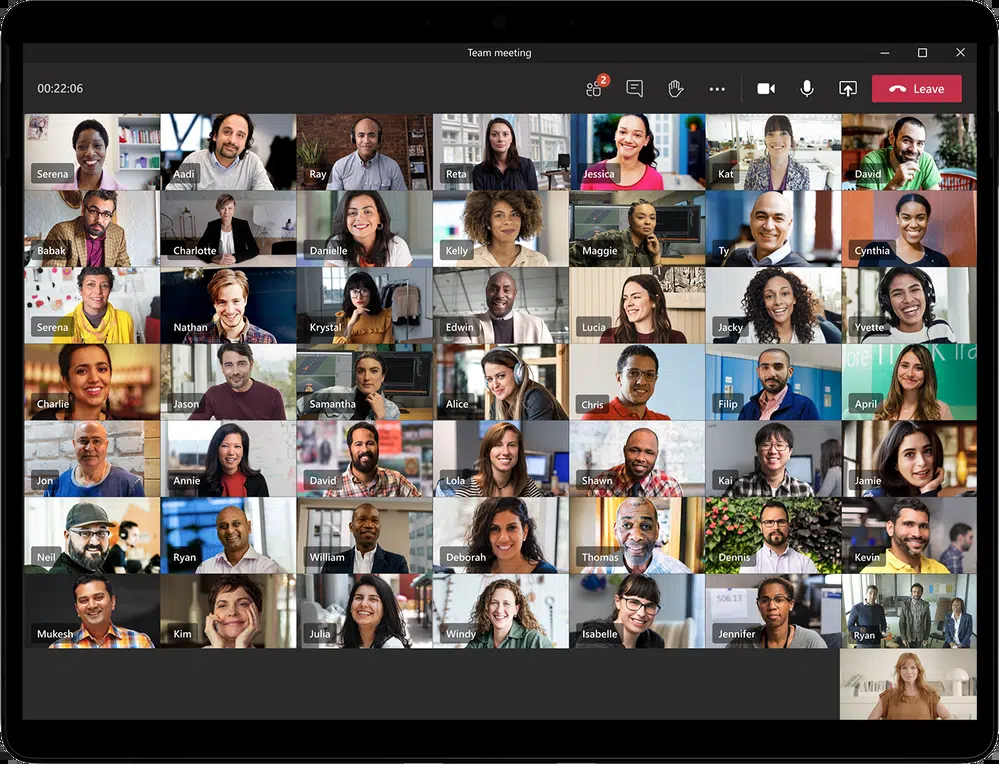 Team meeting
00:22:06
2
Leave
Serena
Aadi
Ray
Reta
Jessica
Kat
David
Babak
Charlotte
Danielle
Kelly
Maggie
Ty
Cynthia
Serena
Nathan
Krystal
Edwin
Lucia
Jacky
Yvette
Charlie
Jason
Samantha
Alice
Chris
Filip
April
Jon
Annie
David
Lola
Shawn
Kai
Jamie
Neil
Ryan
William
Deborah
Thomas
Dennis
Kevin
Mukesh
Kim
Julia
Windy
Isabelle
Jennifer
Ryan